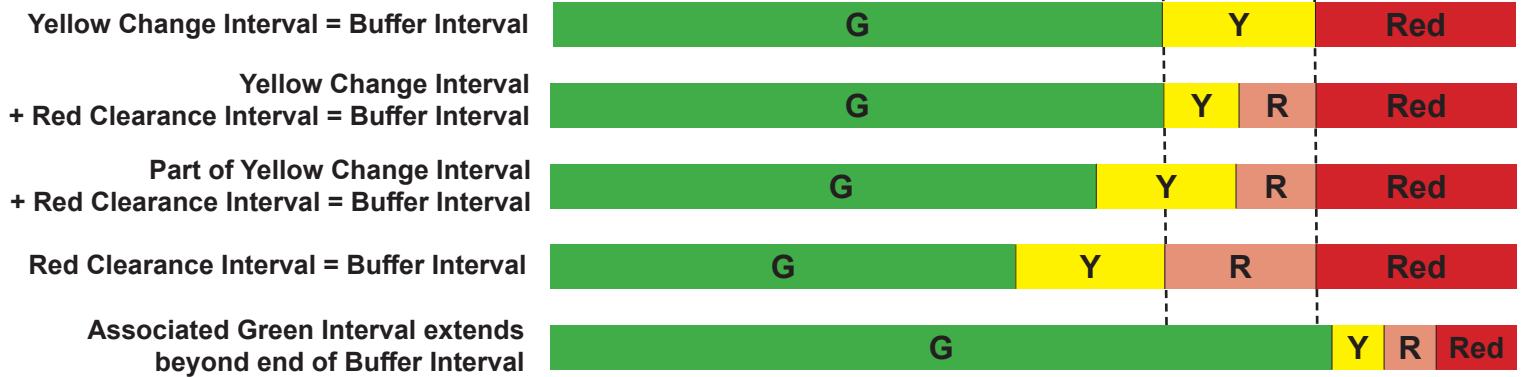 Yellow Change Interval = Buffer Interval
G Y Red
Yellow Change Interval
+ Red Clearance Interval = Buffer Interval
G Y R Red
Part of Yellow Change Interval
+ Red Clearance Interval = Buffer Interval
G Y R Red
Red Clearance Interval = Buffer Interval
G Y R Red
Associated Green Interval extends
beyond end of Buffer Interval
G Y R Red